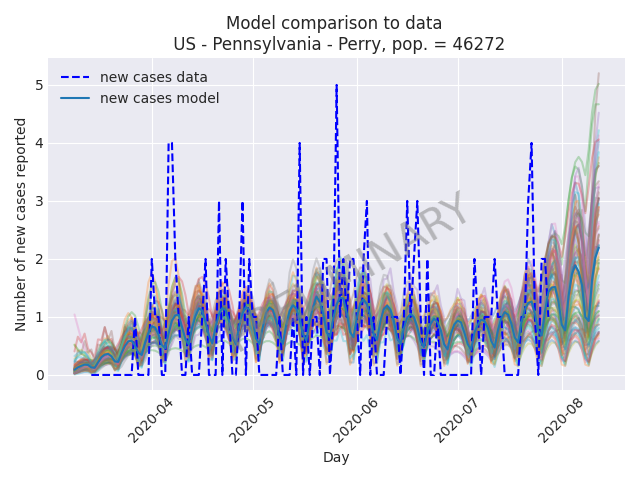 Model comparison to data
US - Pennsylvania - Perry, pop. = 46272
new cases data
new cases model
Number of new cases reported
5
4
3
2
1
0
2020-04
2020-05
2020-06
2020-07
2020-08
Day